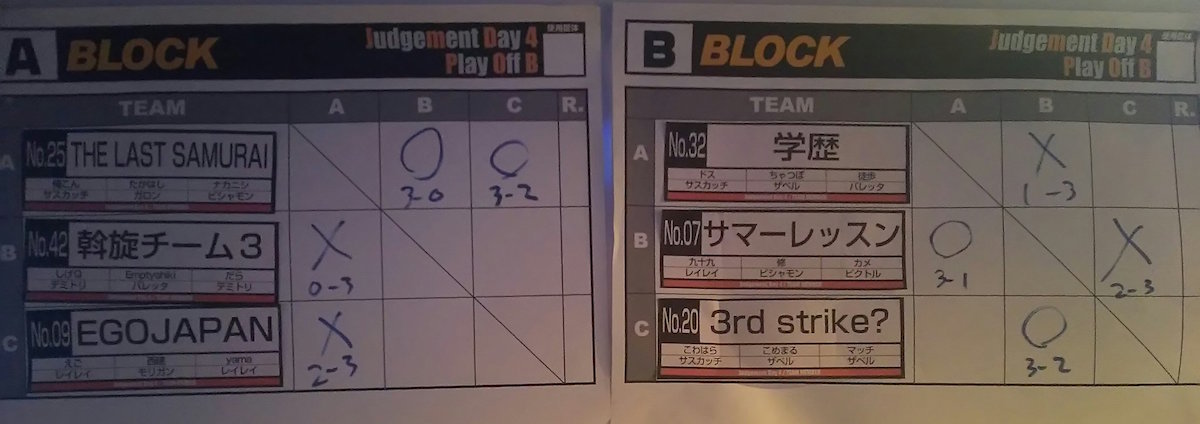 A BLOCK
Judgement Day 4
Play Off B
使用筐体
TEAM A B C R.
A No.25 THE LAST SAMURAI O O
たかはし ナカニシ
サスカッチ ガロン ビシャモン
3-0 3-2
B No.42 斡旋チーム3 X
しげQ Emptyshiki だら
デミトリ バレッタ デミトリ
0-3
C No.09 EGOJAPAN X
えご 西建 yama
レイレイ モリガン レイレイ
2-3
B BLOCK
Judgement Day 4
Play Off B
使用筐体
TEAM A B C R.
A No.32 学歴 X
ドス ちゃつぼ 徒歩
サスカッチ ザベル バレッタ
1-3
B No.07 サマーレッスン O X
九十九 修 カメ
レイレイ ビシャモン ビクトル
3-1 2-3
C No.20 3rd strike? O
こわはら こめまる マッチ
サスカッチ ザベル ザベル
3-2